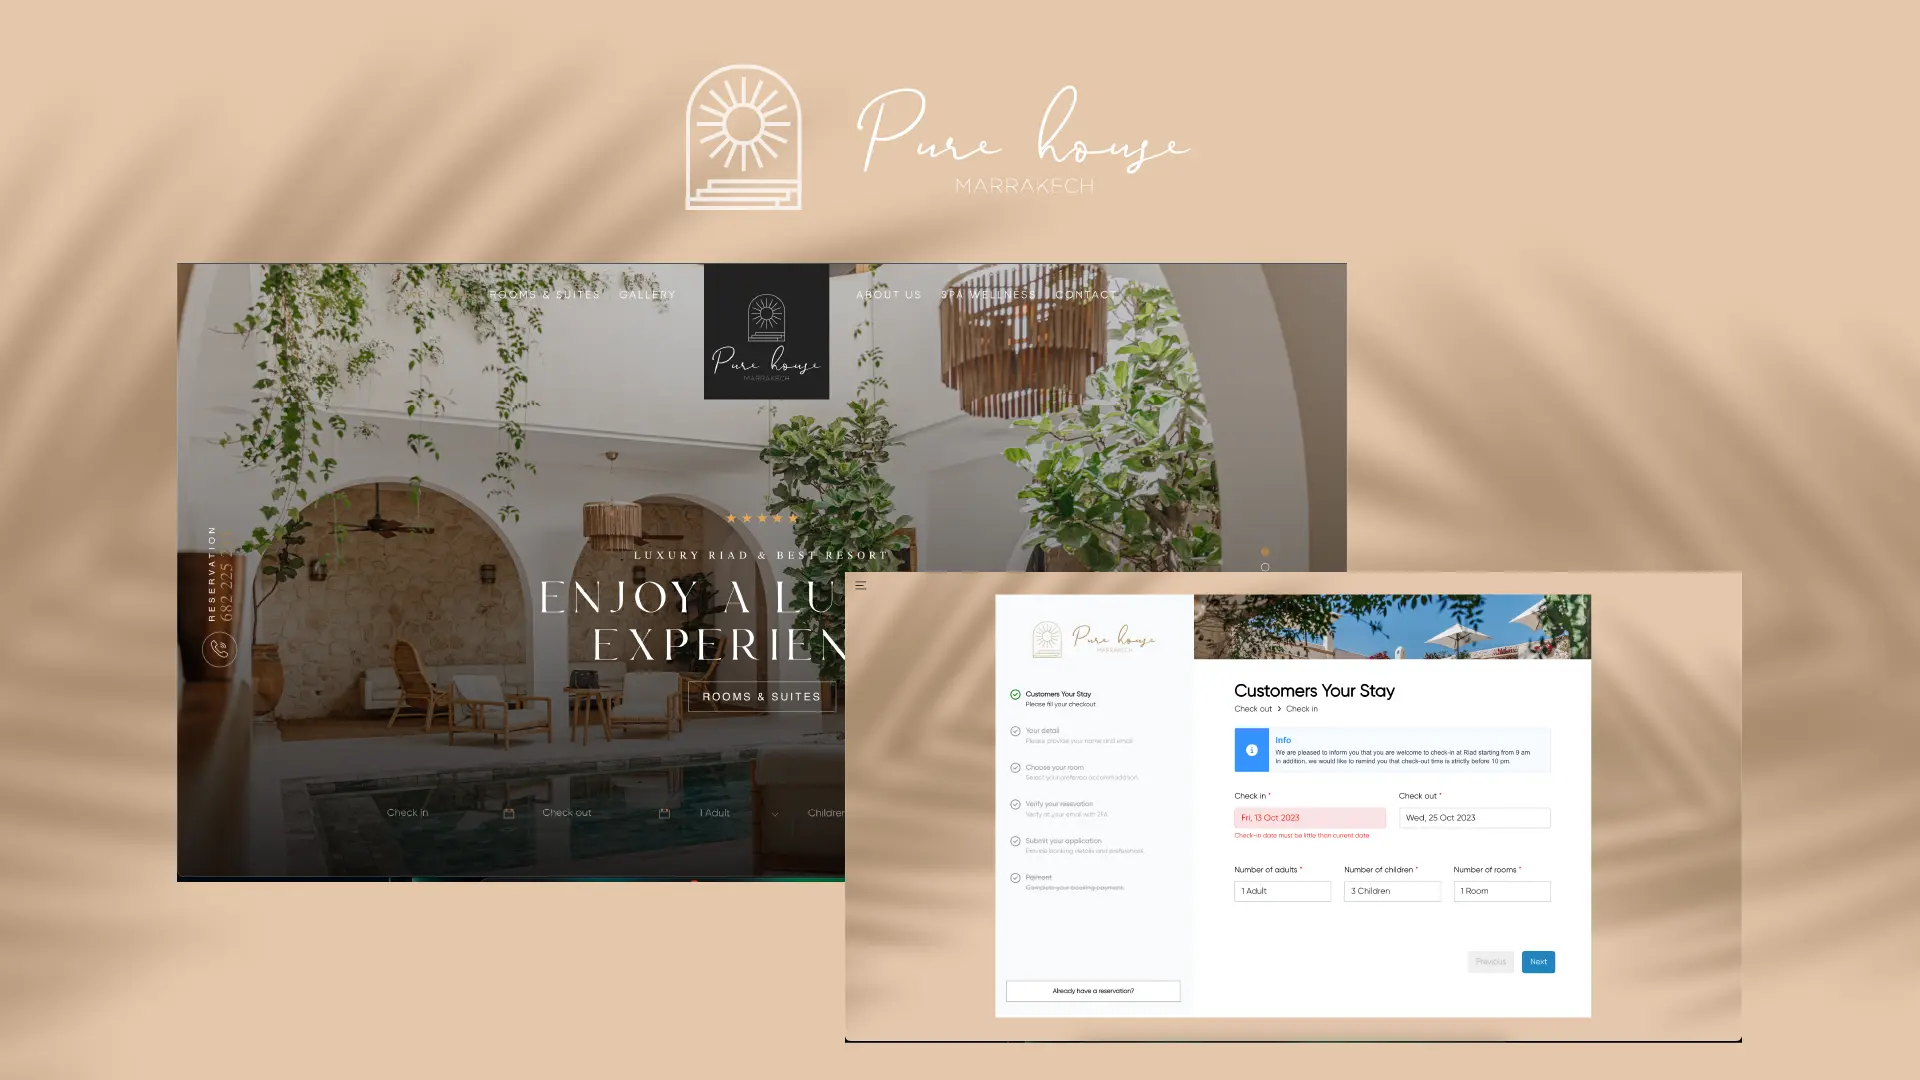 Pure house
MARRAKECH
ROOMS & SUITES GALLERY
ABOUT US SPA WELLNESS CONTACT
Pure house
MARRAKECH
RESERVATION
682 225
LUXURY RIAD & BEST RESORT
ENJOY A LU
EXPERIEN
ROOMS & SUITES
Check in
Check out
1 Adult
Children
Pure house
MARRAKECH
Customers Your Stay
Please fill your checkout
Your detail
Please provide your name and email
Choose your room
Select your preferred accommodation
Verify your reservation
Verify at your email with 2FA
Submit your application
Provide banking details and preferences
Payment
Complete your booking payment
Already have a reservation?
Customers Your Stay
Check out > Check in
Info
We are pleased to inform you that you are welcome to check-in at Riad starting from 9 am
In addition, we would like to remind you that check-out time is strictly before 10 pm.
Check in *
Check out *
Fri, 13 Oct 2023
Wed, 25 Oct 2023
Check-in date must be little than current date
Number of adults *
Number of children *
Number of rooms *
1 Adult
3 Children
1 Room
Previous
Next